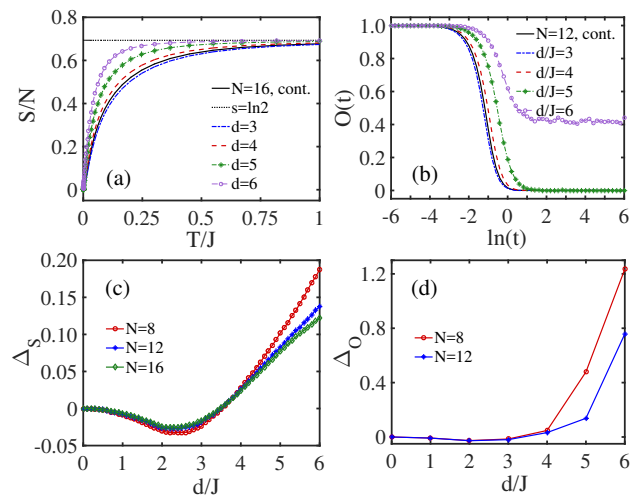 0.8
0.6
0.4
0.2
0
S/N
N=16, cont.
s=ln2
d=3
d=4
d=5
d=6
(a)
0 0.25 0.5 0.75 1
T/J
1.0
0.8
0.6
0.4
0.2
0
O(t)
N=12, cont.
d/J=3
d/J=4
d/J=5
d/J=6
(b)
-6 -4 -2 0 2 4 6
ln(t)
0.20
0.15
0.10
0.05
0
-0.05
Δ_S
(c)
N=8
N=12
N=16
0 1 2 3 4 5 6
d/J
1.2
0.8
0.4
0
Δ_O
(d)
N=8
N=12
0 1 2 3 4 5 6
d/J